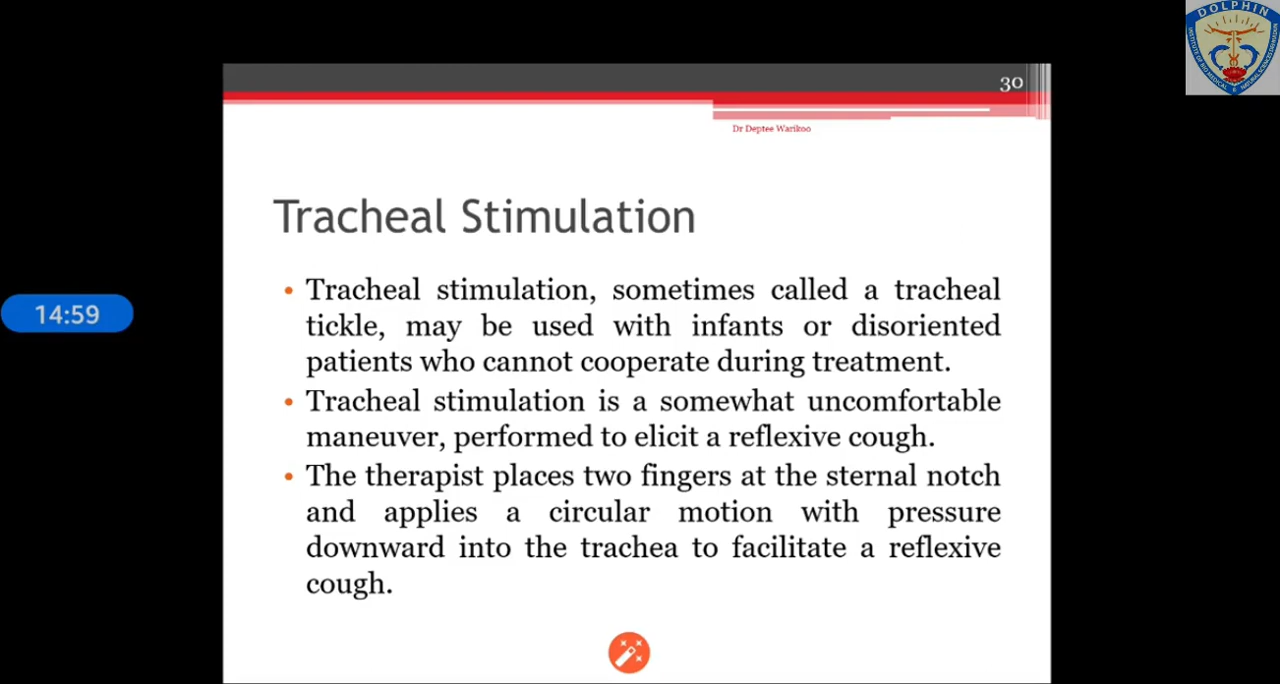 DOLPHIN
30
Dr Deptee Warikoo
Tracheal Stimulation
• Tracheal stimulation, sometimes called a tracheal
tickle, may be used with infants or disoriented
patients who cannot cooperate during treatment.
14:59
• Tracheal stimulation is a somewhat uncomfortable
maneuver, performed to elicit a reflexive cough.
• The therapist places two fingers at the sternal notch
and applies a circular motion with pressure
downward into the trachea to facilitate a reflexive
cough.